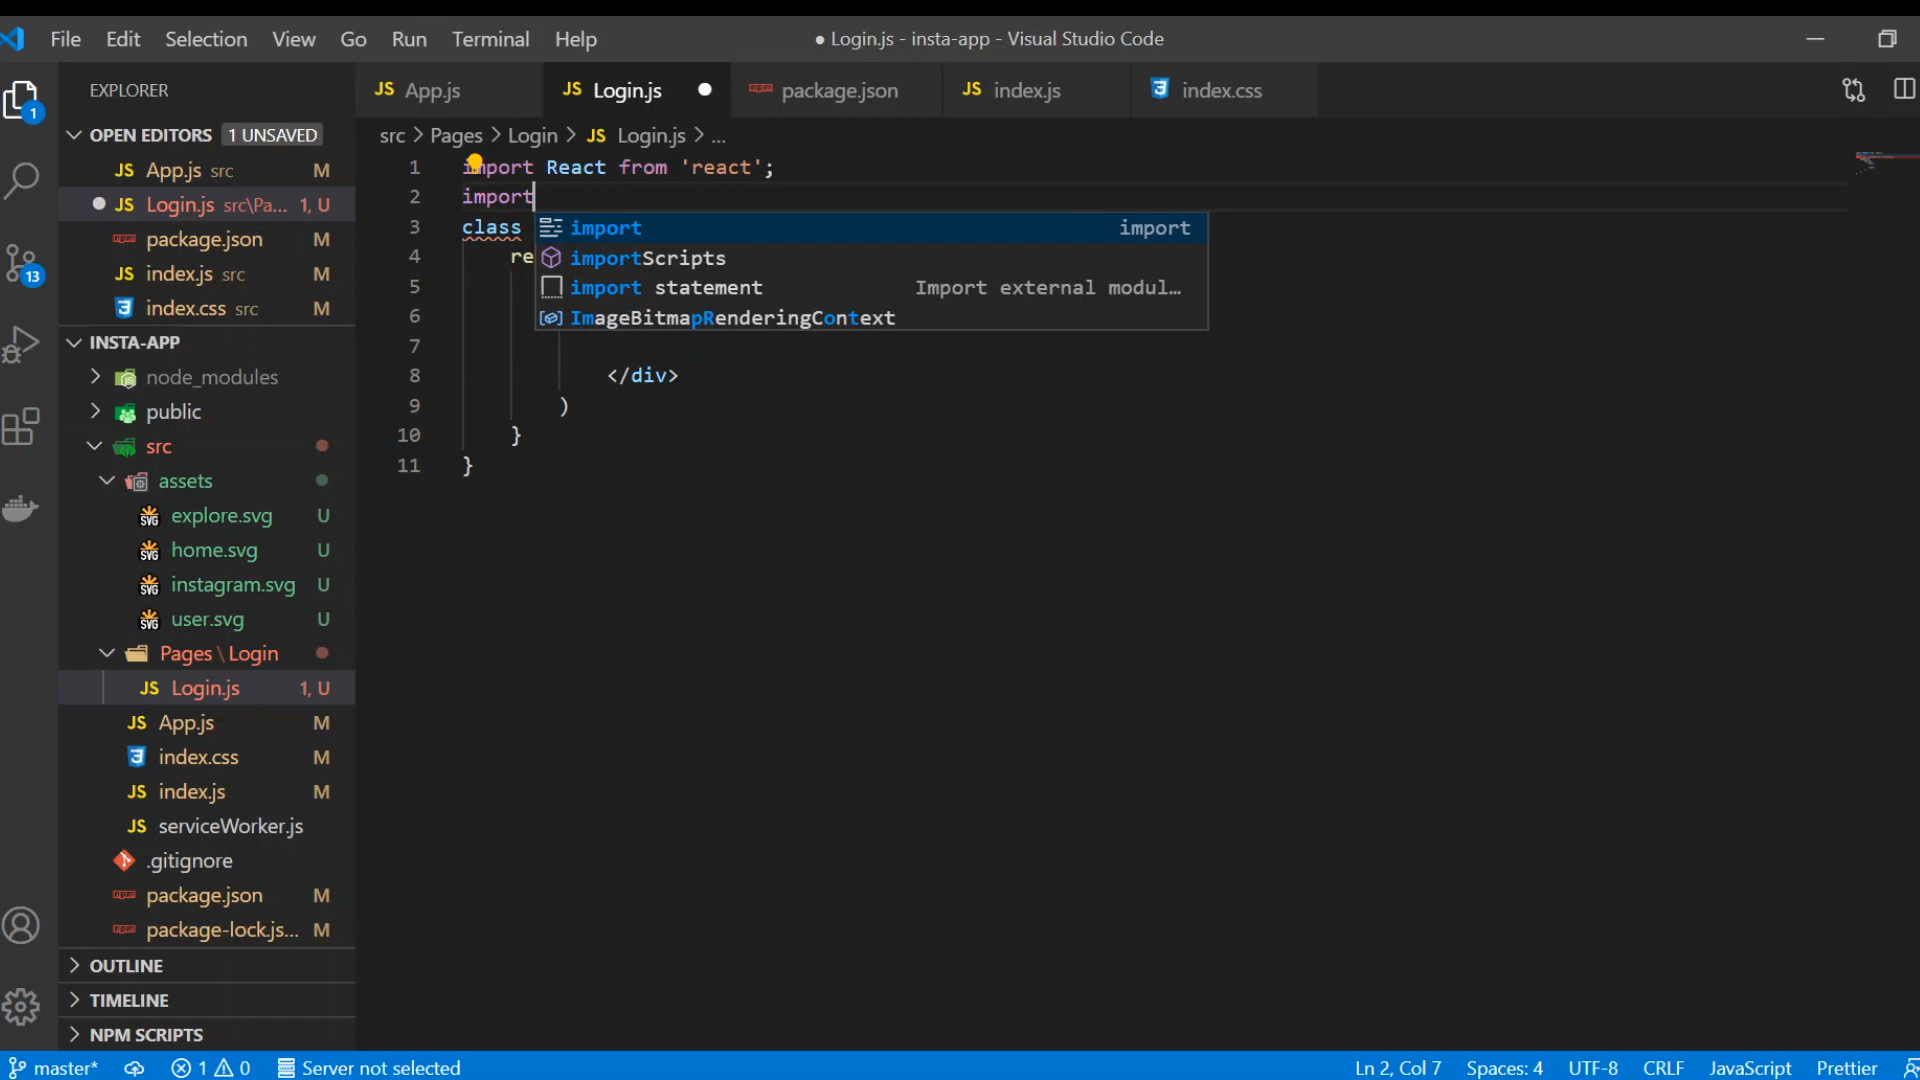 File Edit Selection View Go Run Terminal Help
● Login.js - insta-app - Visual Studio Code
EXPLORER
JS App.js
JS Login.js
package.json
JS index.js
index.css
OPEN EDITORS 1 UNSAVED
JS App.js src M
JS Login.js src\Pa... 1, U
package.json M
JS index.js src M
index.css src M
INSTA-APP
node_modules
public
src
assets
SVG explore.svg U
SVG home.svg U
SVG instagram.svg U
SVG user.svg U
Pages \ Login
JS Login.js 1, U
JS App.js M
index.css M
JS index.js M
JS serviceWorker.js
.gitignore
package.json M
package-lock.js... M
OUTLINE
TIMELINE
NPM SCRIPTS
1
13
src > Pages > Login > JS Login.js > ...
1 import React from 'react';
2 import
3 class
4 re
5
6
7
8 </div>
9 )
10 }
11 }
import import
importScripts
import statement Import external modul...
ImageBitmapRenderingContext
master* 1 0 Server not selected
Ln 2, Col 7 Spaces: 4 UTF-8 CRLF JavaScript Prettier